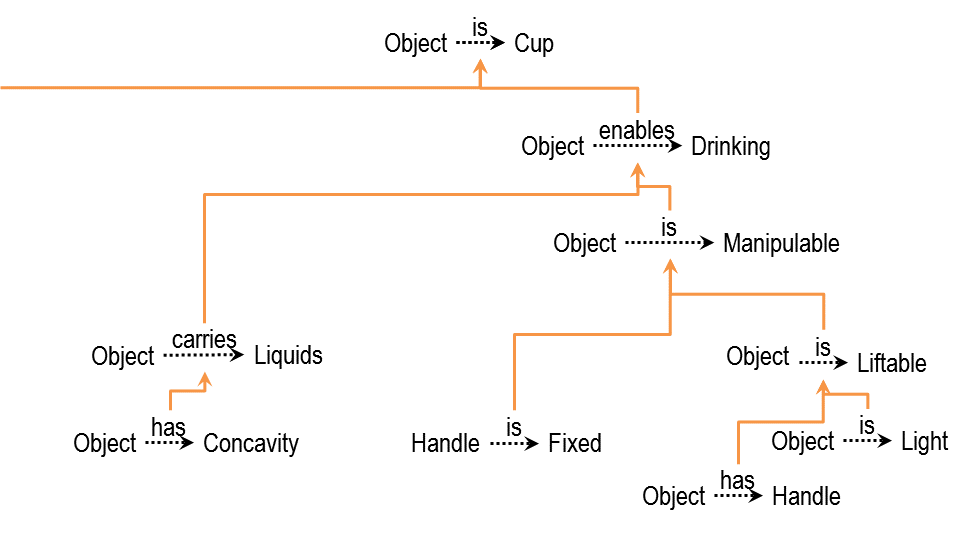 Object is Cup
Object enables Drinking
Object is Manipulable
Object carries Liquids
Object is Liftable
Object has Concavity
Handle is Fixed
Object is Light
Object has Handle